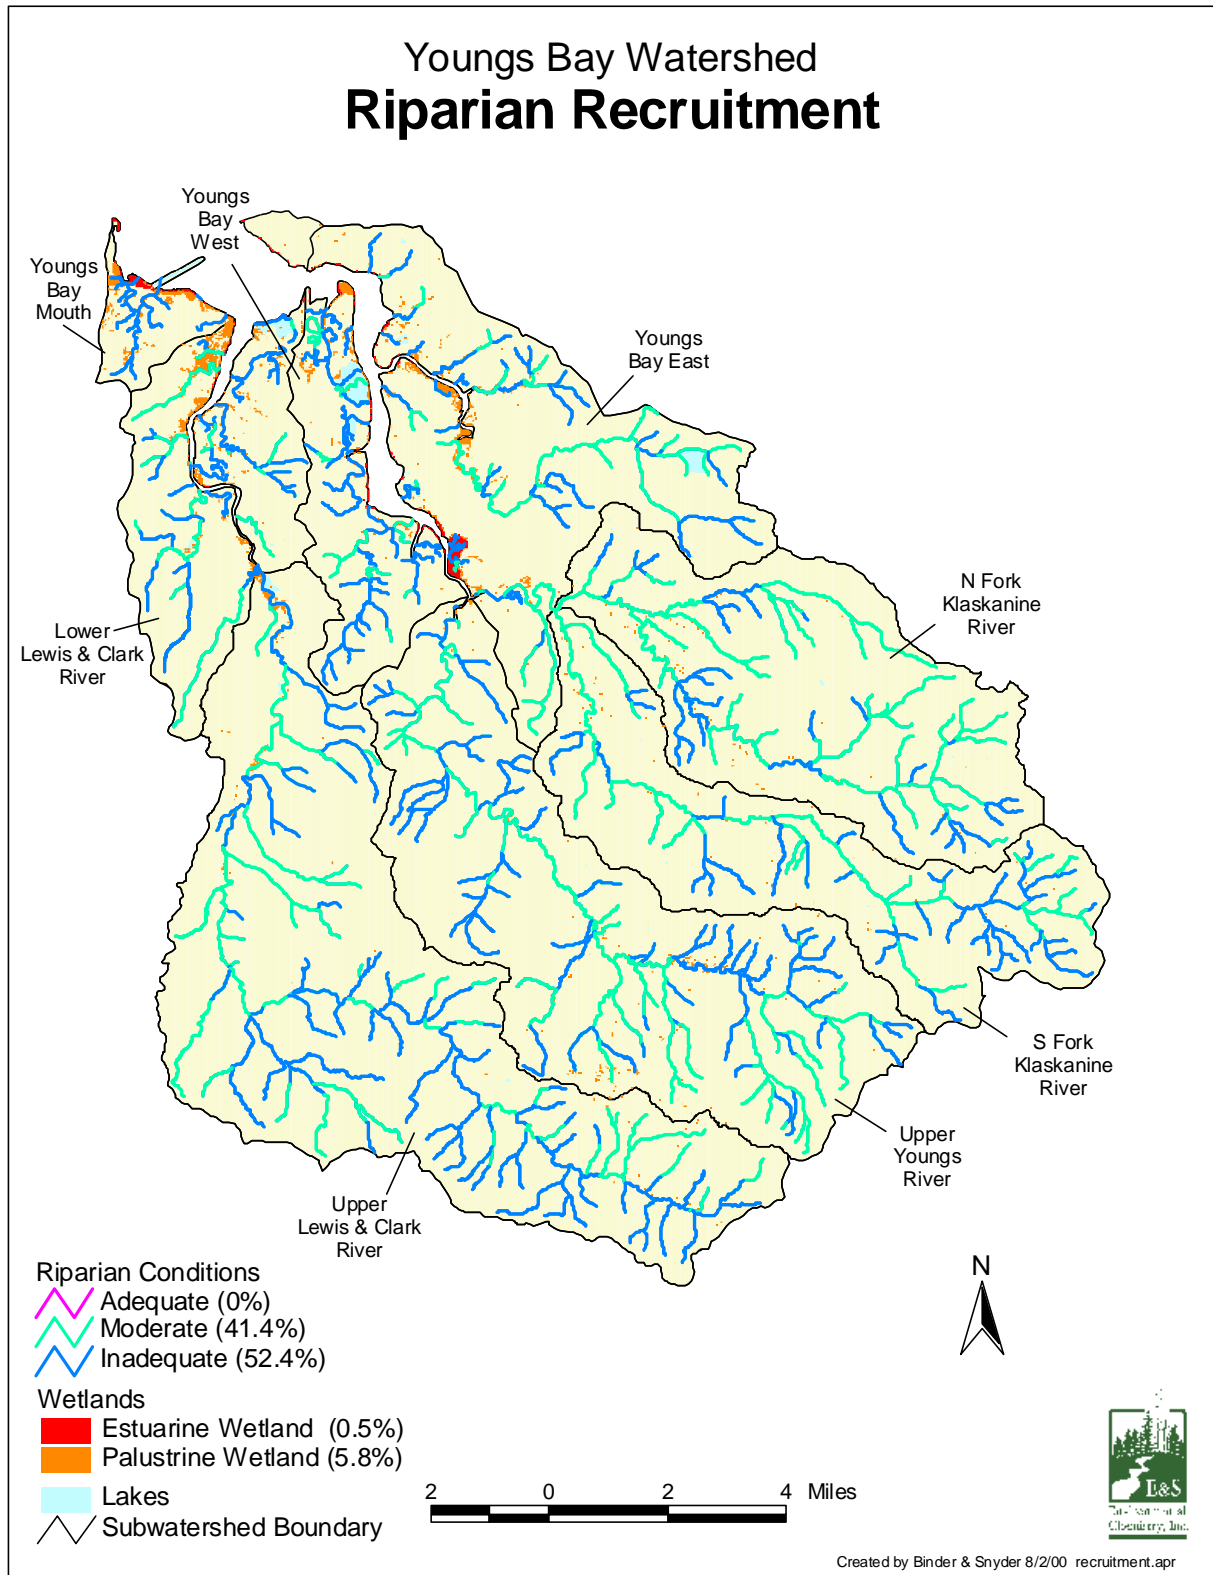 Youngs Bay Watershed
Riparian Recruitment
Youngs
Bay
West
Youngs
Bay
Mouth
Youngs
Bay East
N Fork
Klaskanine
River
Lower
Lewis & Clark
River
S Fork
Klaskanine
River
Upper
Youngs
River
Upper
Lewis & Clark
River
Riparian Conditions
Adequate (0%)
Moderate (41.4%)
Inadequate (52.4%)
Wetlands
Estuarine Wetland (0.5%)
Palustrine Wetland (5.8%)
Lakes
Subwatershed Boundary
2 0 2 4 Miles
N
E&S
Environmental
Chemistry, Inc.
Created by Binder & Snyder 8/2/00 recruitment.apr